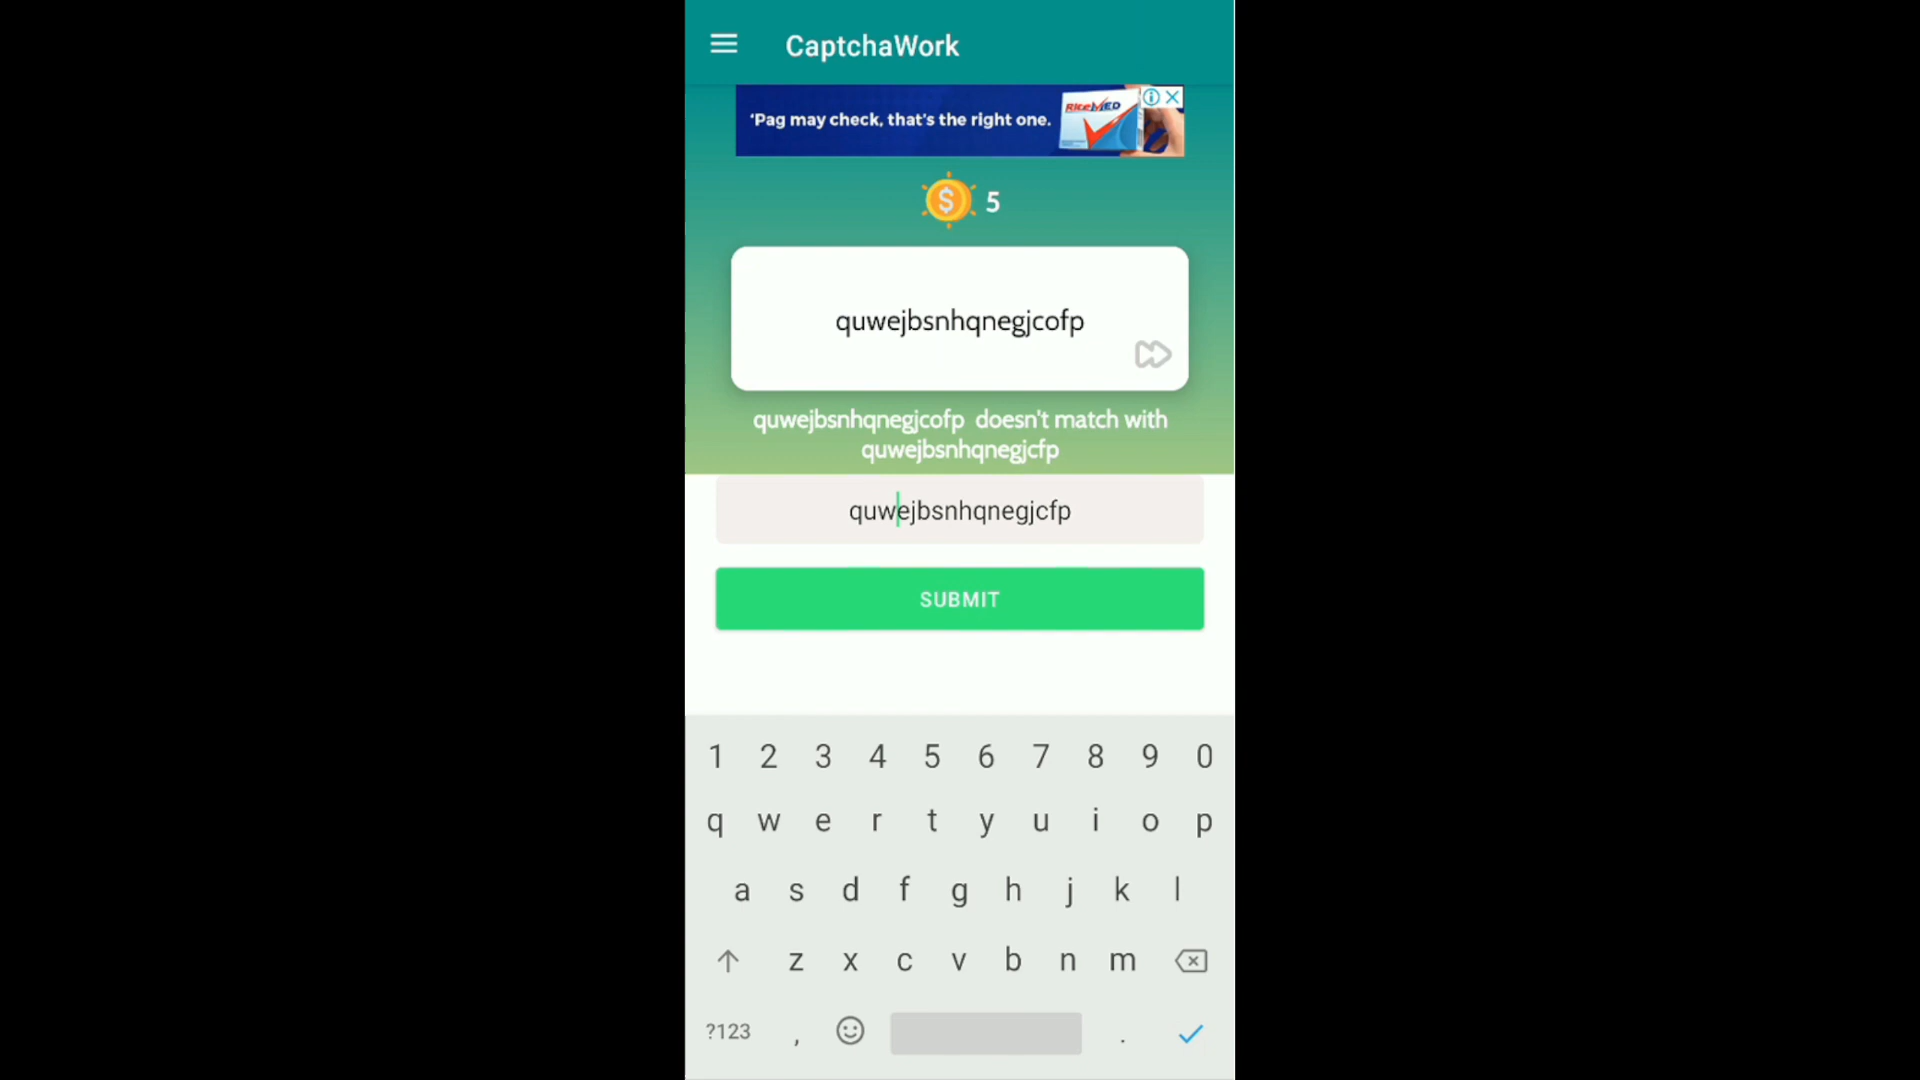 CaptchaWork
‘Pag may check, that's the right one.
RiteMED
5
quwejbsnhqnegjcofp
quwejbsnhqnegjcofp doesn't match with
quwejbsnhqnegjcfp
quwejbsnhqnegjcfp
SUBMIT
1 2 3 4 5 6 7 8 9 0
q w e r t y u i o p
a s d f g h j k l
z x c v b n m
?123 , .